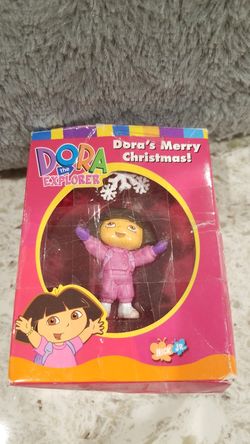 Dora's Merry
Christmas!
DORA
the
EXPLORER
NICK JR.